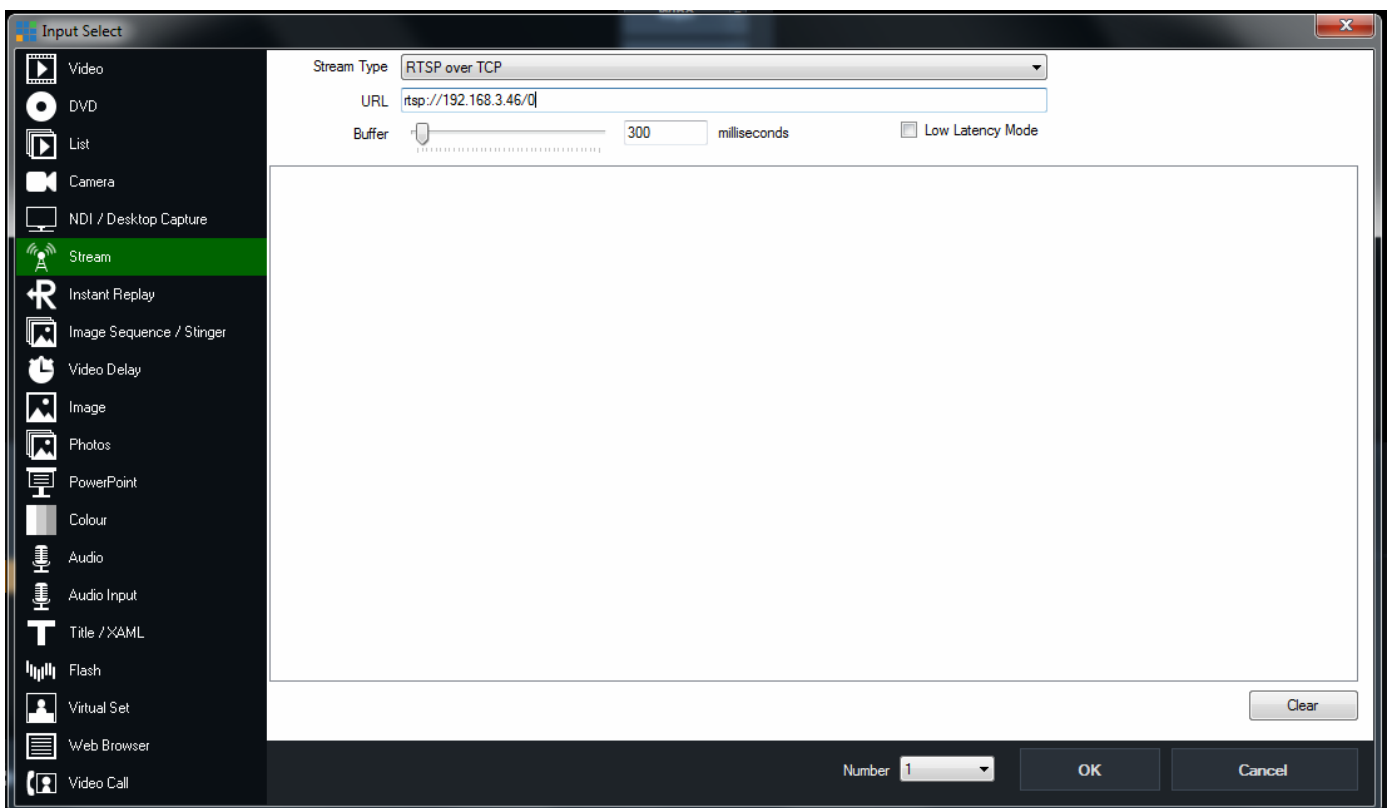 Input Select
Video
DVD
List
Camera
NDI / Desktop Capture
Stream
Instant Replay
Image Sequence / Stinger
Video Delay
Image
Photos
PowerPoint
Colour
Audio
Audio Input
Title / XAML
Flash
Virtual Set
Web Browser
Video Call
Stream Type RTSP over TCP
URL rtsp://192.168.3.46/0
Buffer 300 milliseconds Low Latency Mode
Clear
Number 1 OK Cancel